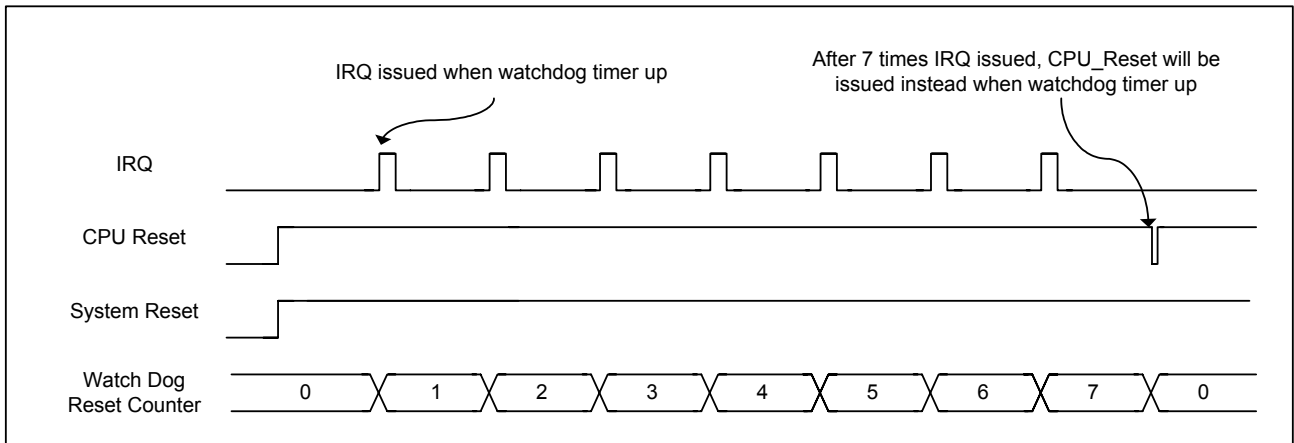 IRQ issued when watchdog timer up
After 7 times IRQ issued, CPU_Reset will be
issued instead when watchdog timer up
IRQ
CPU Reset
System Reset
Watch Dog
Reset Counter
0 1 2 3 4 5 6 7 0